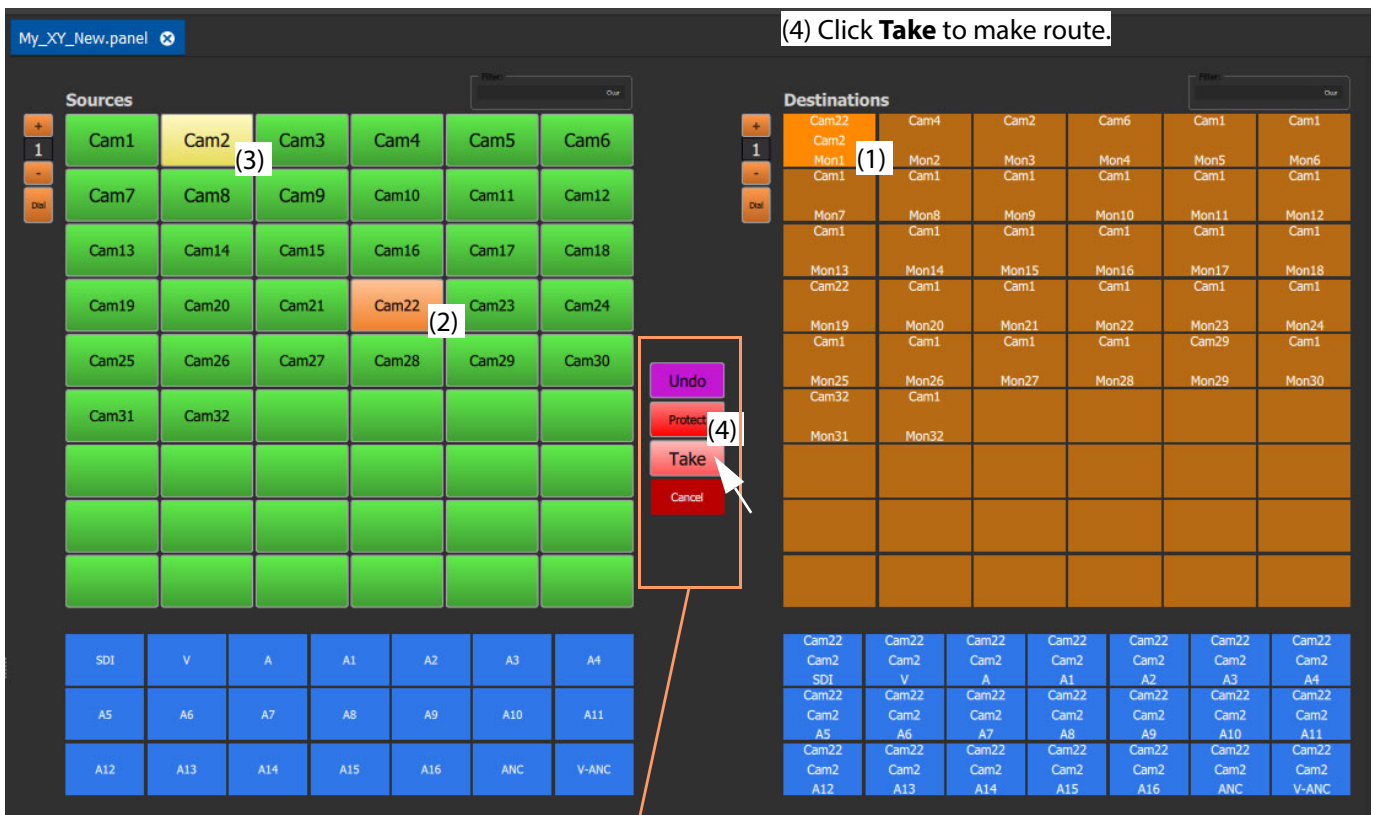 My_XY_New.panel
(4) Click Take to make route.
Sources
Filter:
+
1
-
Dial
Cam1 Cam2 Cam3 Cam4 Cam5 Cam6
(3)
Cam7 Cam8 Cam9 Cam10 Cam11 Cam12
Cam13 Cam14 Cam15 Cam16 Cam17 Cam18
Cam19 Cam20 Cam21 Cam22 Cam23 Cam24
(2)
Cam25 Cam26 Cam27 Cam28 Cam29 Cam30
Cam31 Cam32
SDI V A A1 A2 A3 A4
A5 A6 A7 A8 A9 A10 A11
A12 A13 A14 A15 A16 ANC V-ANC
Undo
Protect
(4)
Take
Cancel
Destinations
Filter:
+
1
-
Dial
Cam22 Cam4 Cam2 Cam6 Cam1 Cam1
Cam2
(1)
Mon1 Mon2 Mon3 Mon4 Mon5 Mon6
Cam1 Cam1 Cam1 Cam1 Cam1 Cam1
Mon7 Mon8 Mon9 Mon10 Mon11 Mon12
Cam1 Cam1 Cam1 Cam1 Cam1 Cam1
Mon13 Mon14 Mon15 Mon16 Mon17 Mon18
Cam22 Cam1 Cam1 Cam1 Cam1 Cam1
Mon19 Mon20 Mon21 Mon22 Mon23 Mon24
Cam1 Cam1 Cam1 Cam1 Cam29 Cam1
Mon25 Mon26 Mon27 Mon28 Mon29 Mon30
Cam32 Cam1
Mon31 Mon32
Cam22 Cam22 Cam22 Cam22 Cam22 Cam22 Cam22
Cam2 Cam2 Cam2 Cam2 Cam2 Cam2 Cam2
SDI V A A1 A2 A3 A4
Cam22 Cam22 Cam22 Cam22 Cam22 Cam22 Cam22
Cam2 Cam2 Cam2 Cam2 Cam2 Cam2 Cam2
A5 A6 A7 A8 A9 A10 A11
Cam22 Cam22 Cam22 Cam22 Cam22 Cam22 Cam22
Cam2 Cam2 Cam2 Cam2 Cam2 Cam2 Cam2
A12 A13 A14 A15 A16 ANC V-ANC